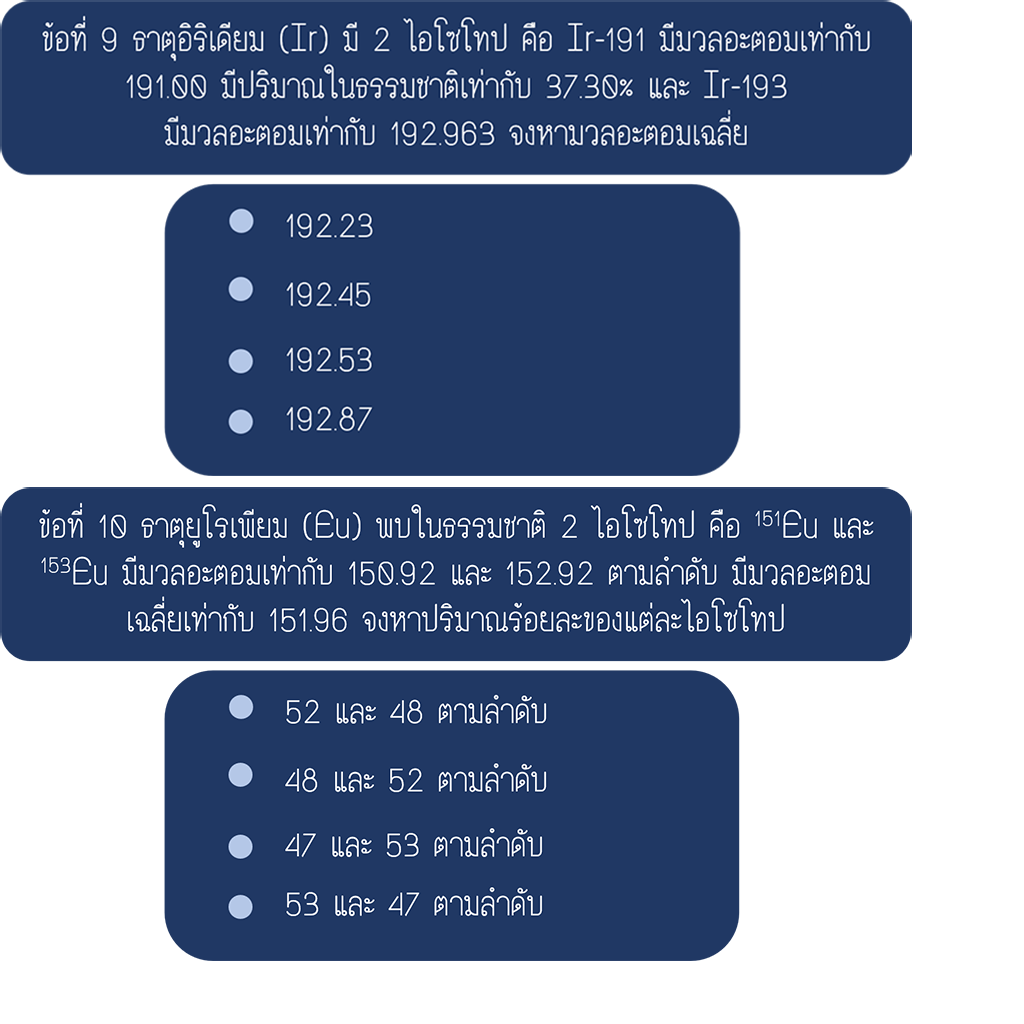 ข้อที่ 9 ธาตุอิริเดียม (Ir) มี 2 ไอโซโทป คือ Ir-191 มีมวลอะตอมเท่ากับ
191.00 มีปริมาณในธรรมชาติเท่ากับ 37.30% และ Ir-193
มีมวลอะตอมเท่ากับ 192.963 จงหามวลอะตอมเฉลี่ย
192.23
192.45
192.53
192.87
ข้อที่ 10 ธาตุยูโรเพียม (Eu) พบในธรรมชาติ 2 ไอโซโทป คือ ¹⁵¹Eu และ
¹⁵³Eu มีมวลอะตอมเท่ากับ 150.92 และ 152.92 ตามลำดับ มีมวลอะตอม
เฉลี่ยเท่ากับ 151.96 จงหาปริมาณร้อยละของแต่ละไอโซโทป
52 และ 48 ตามลำดับ
48 และ 52 ตามลำดับ
47 และ 53 ตามลำดับ
53 และ 47 ตามลำดับ